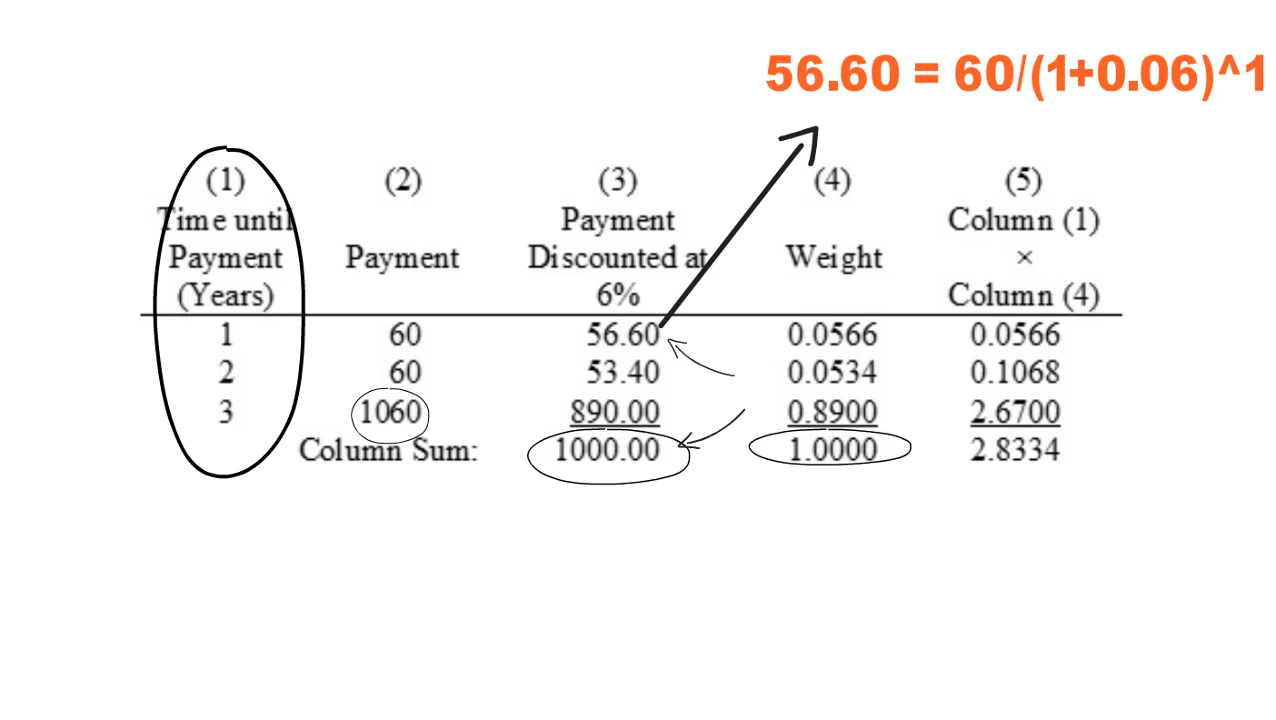 56.60 = 60/(1+0.06)^1
(1) (2) (3) (4) (5)
Time until Payment Column (1)
Payment Payment Discounted at Weight ×
(Years) 6% Column (4)
1 60 56.60 0.0566 0.0566
2 60 53.40 0.0534 0.1068
3 1060 890.00 0.8900 2.6700
Column Sum: 1000.00 1.0000 2.8334